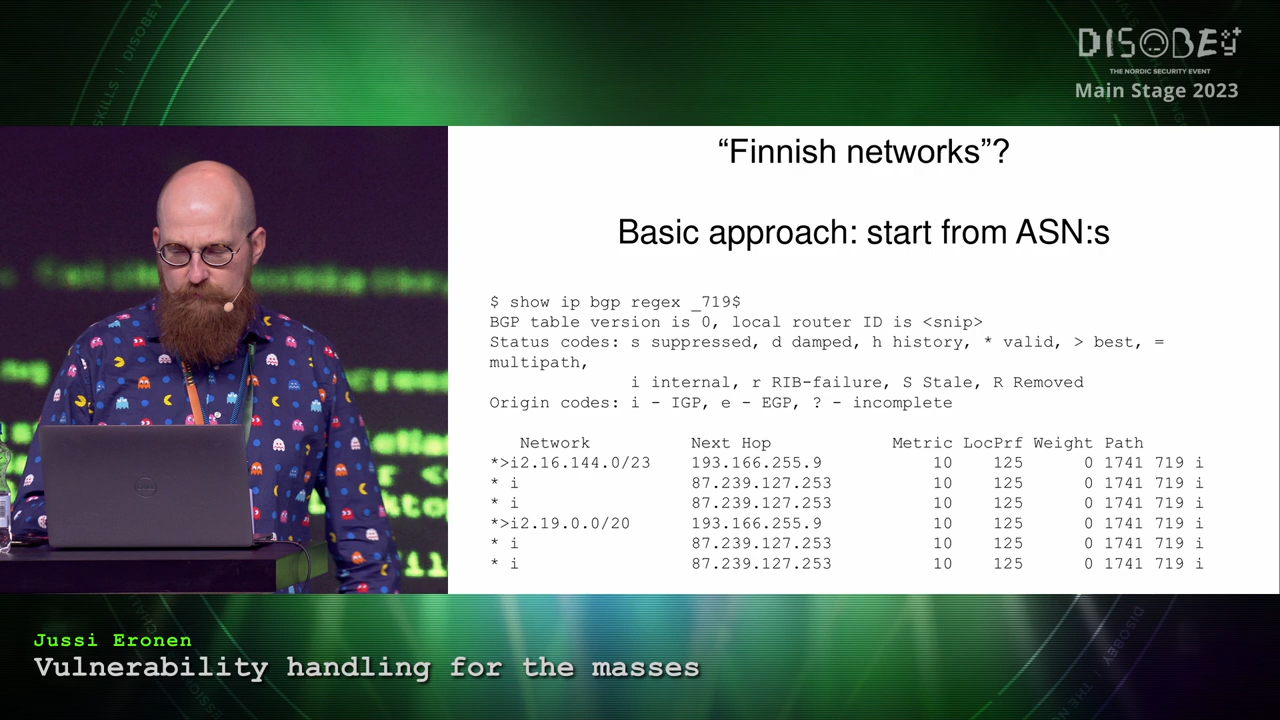 DISOBEY
THE NORDIC SECURITY EVENT
Main Stage 2023
SKILLS | DISOBEY
“Finnish networks”?
Basic approach: start from ASN:s
$ show ip bgp regex _719$
BGP table version is 0, local router ID is <snip>
Status codes: s suppressed, d damped, h history, * valid, > best, =
multipath,
i internal, r RIB-failure, S Stale, R Removed
Origin codes: i - IGP, e - EGP, ? - incomplete
Network Next Hop Metric LocPrf Weight Path
*>i2.16.144.0/23 193.166.255.9 10 125 0 1741 719 i
* i 87.239.127.253 10 125 0 1741 719 i
* i 87.239.127.253 10 125 0 1741 719 i
*>i2.19.0.0/20 193.166.255.9 10 125 0 1741 719 i
* i 87.239.127.253 10 125 0 1741 719 i
* i 87.239.127.253 10 125 0 1741 719 i
DELL
Jussi Eronen
Vulnerability handling for the masses